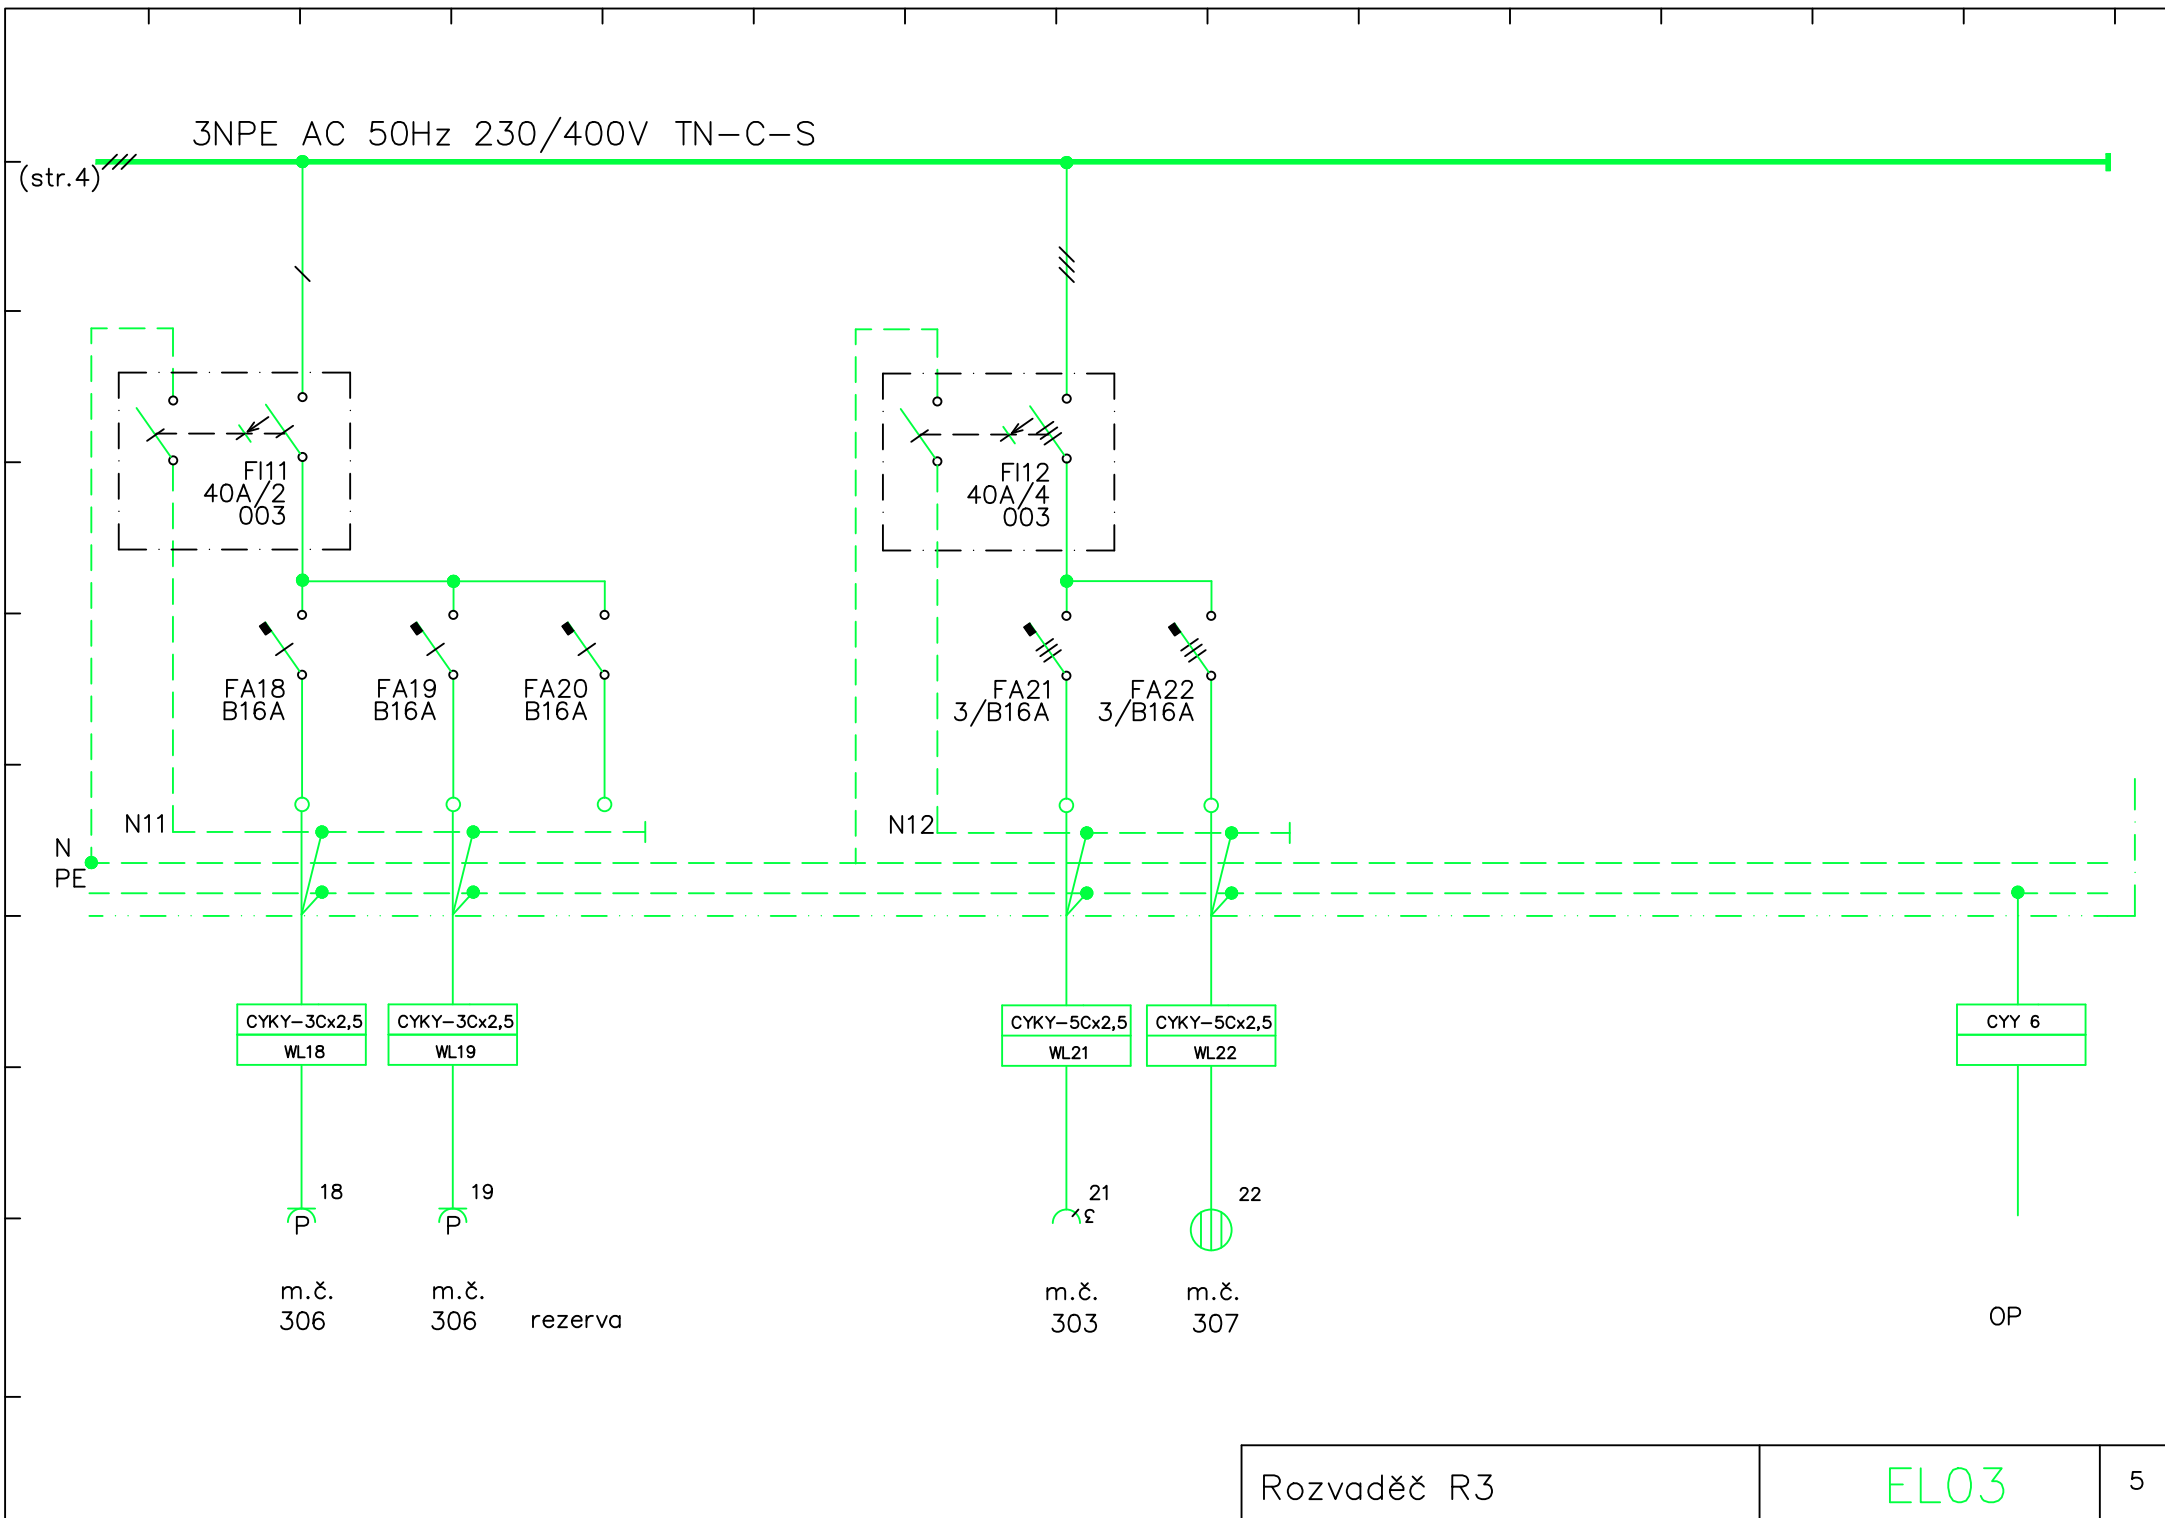 3NPE AC 50Hz 230/400V TN-C-S
(str.4)
FI11
40A/2
003
FI12
40A/4
003
FA18
B16A
FA19
B16A
FA20
B16A
FA21
3/B16A
FA22
3/B16A
N11
N12
N
PE
CYKY-3Cx2,5
WL18
CYKY-3Cx2,5
WL19
CYKY-5Cx2,5
WL21
CYKY-5Cx2,5
WL22
CYY 6
18
P
19
P
21
3
22
m.č.
306
m.č.
306
rezerva
m.č.
303
m.č.
307
OP
Rozvaděč R3
EL03
5